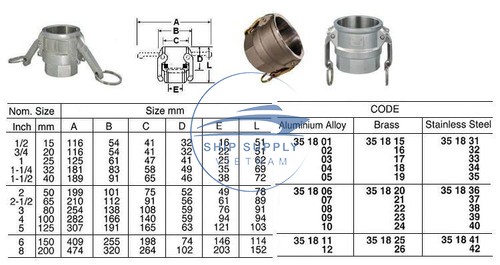 A
B
C
D
L
E
Nom. Size Size mm CODE
Inch mm A B C D E L Aluminium Alloy Brass Stainless Steel
1/2 15 116 54 41 32 16 51 35 18 01 35 18 15 35 18 31
3/4 20 116 54 41 32 16 51 02 16 32
1 25 125 61 47 41 25 62 03 17 33
1-1/4 32 181 83 58 49 35 69 04 18 34
1-1/2 40 189 91 65 46 38 72 05 19 35
2 50 199 101 75 52 49 78 35 18 06 35 18 20 35 18 36
2-1/2 65 210 112 91 56 61 89 07 21 37
3 80 254 138 108 59 76 91 08 22 38
4 100 282 166 140 59 94 94 09 23 39
5 125 307 191 165 63 121 103 10 24 40
6 150 409 255 198 74 146 114 35 18 11 35 18 25 35 18 41
8 200 474 320 264 102 203 152 12 26 42
SHIP SUPPLY